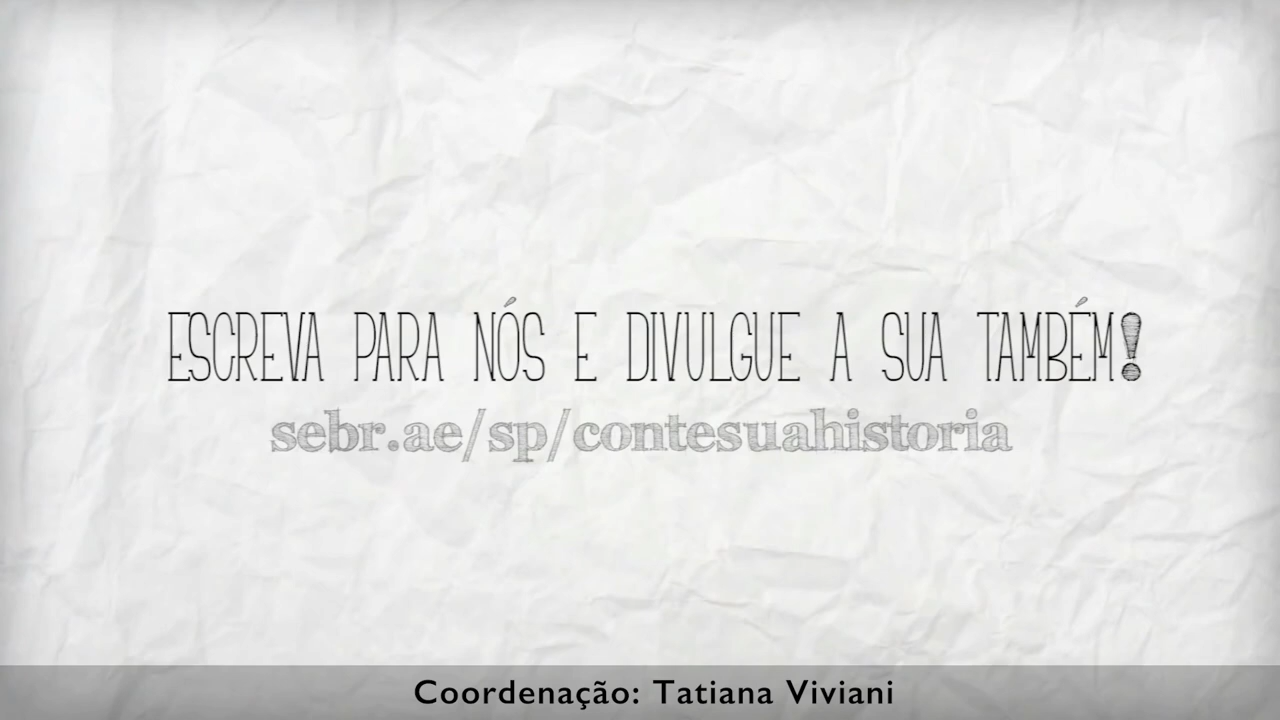 ESCREVA PARA NÓS E DIVULGUE A SUA TAMBÉM!
sebr.ae/sp/contesuahistoria
Coordenação: Tatiana Viviani